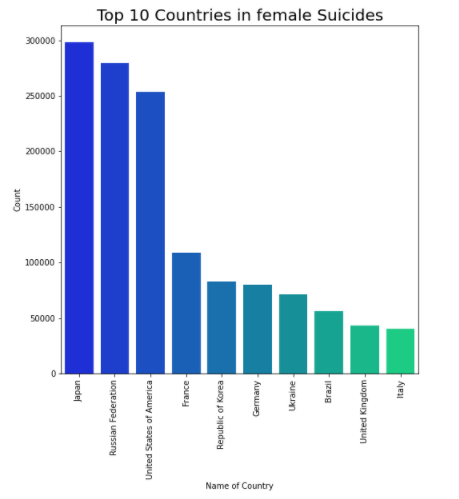 Top 10 Countries in female Suicides
300000
250000
200000
150000
100000
50000
0
Count
Japan
Russian Federation
United States of America
France
Republic of Korea
Germany
Ukraine
Brazil
United Kingdom
Italy
Name of Country